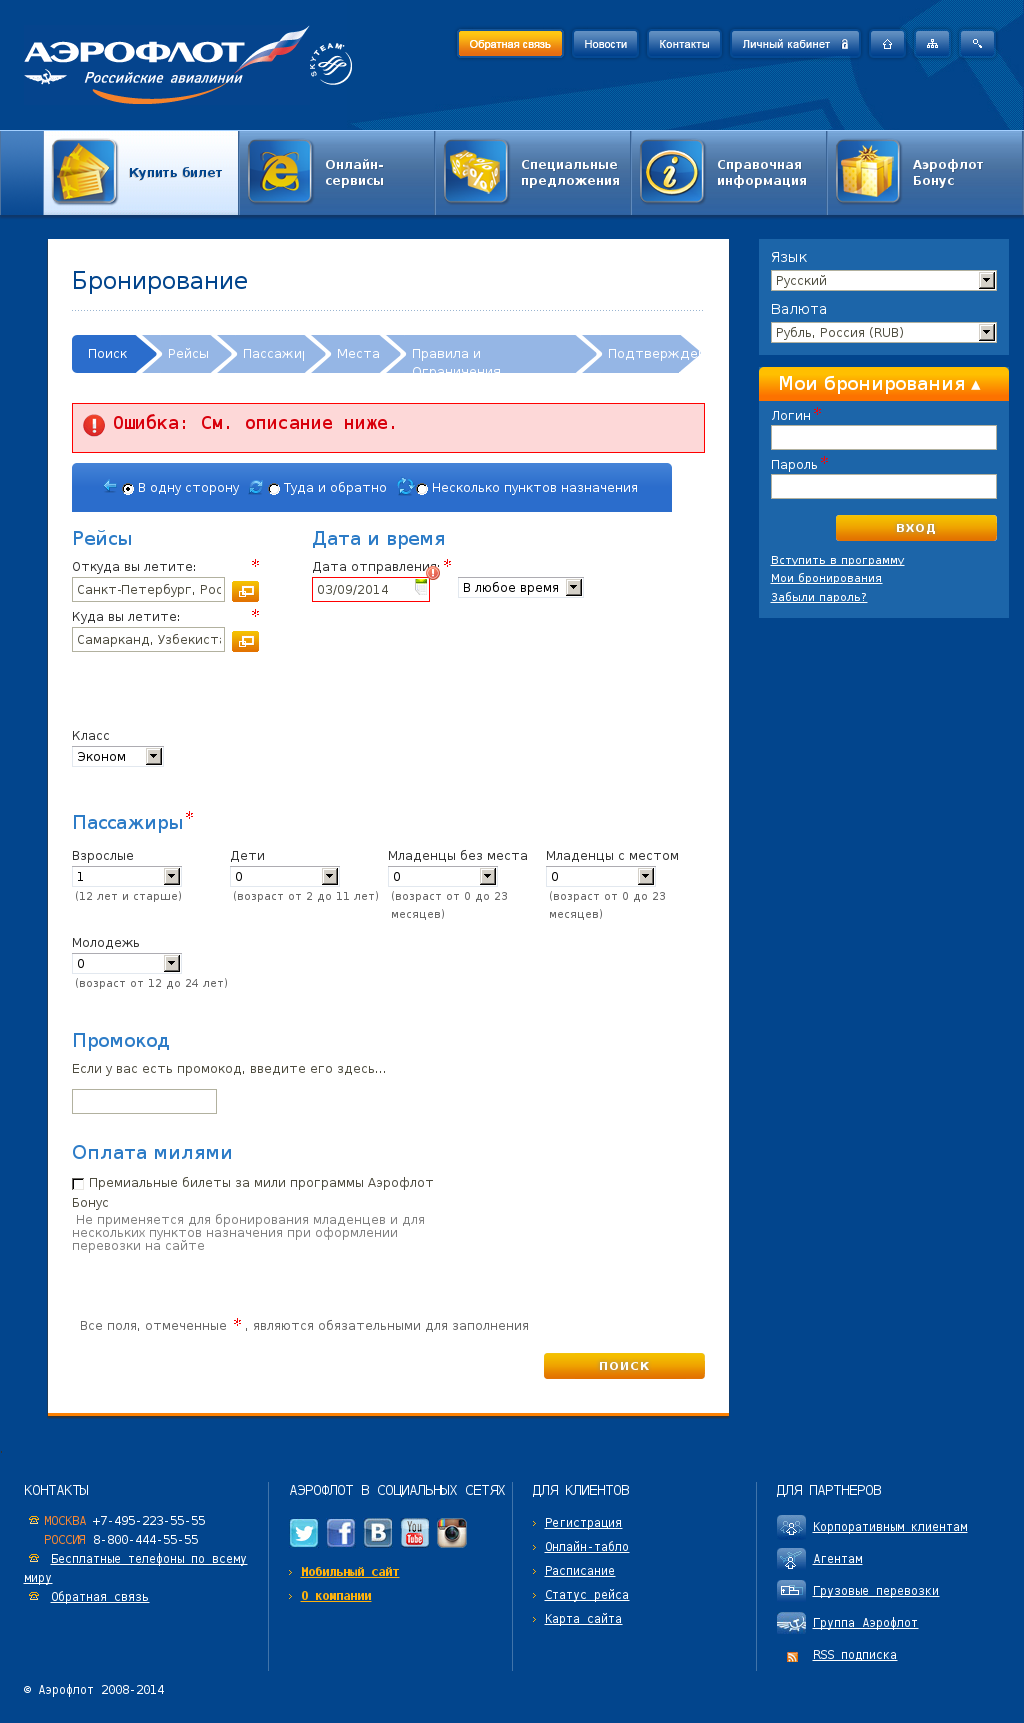 АЭРОФЛОТ
Российские авиалинии
SKYTEAM
Обратная связь
Новости
Контакты
Личный кабинет
Купить билет
Онлайн-
сервисы
Специальные
предложения
Справочная
информация
Аэрофлот
Бонус
Бронирование
Поиск
Рейсы
Пассажир
Места
Правила и
Ограничения
Подтвержде
Ошибка: См. описание ниже.
В одну сторону
Туда и обратно
Несколько пунктов назначения
Рейсы
Дата и время
Откуда вы летите: *
Дата отправления: *
Санкт-Петербург, Рос
03/09/2014
В любое время
Куда вы летите: *
Самарканд, Узбекиста
Класс
Эконом
Пассажиры*
Взрослые
Дети
Младенцы без места
Младенцы с местом
1
0
0
0
(12 лет и старше)
(возраст от 2 до 11 лет)
(возраст от 0 до 23
месяцев)
(возраст от 0 до 23
месяцев)
Молодежь
0
(возраст от 12 до 24 лет)
Промокод
Если у вас есть промокод, введите его здесь...
Оплата милями
Премиальные билеты за мили программы Аэрофлот
Бонус
Не применяется для бронирования младенцев и для
нескольких пунктов назначения при оформлении
перевозки на сайте
Все поля, отмеченные *, являются обязательными для заполнения
ПОИСК
Язык
Русский
Валюта
Рубль, Россия (RUB)
Мои бронирования ▲
Логин*
Пароль *
ВХОД
Вступить в программу
Мои бронирования
Забыли пароль?
КОНТАКТЫ
МОСКВА +7-495-223-55-55
РОССИЯ 8-800-444-55-55
Бесплатные телефоны по всему
миру
Обратная связь
АЭРОФЛОТ В СОЦИАЛЬНЫХ СЕТЯХ
You
Tube
Мобильный сайт
О компании
ДЛЯ КЛИЕНТОВ
Регистрация
Онлайн-табло
Расписание
Статус рейса
Карта сайта
ДЛЯ ПАРТНЕРОВ
Корпоративным клиентам
Агентам
Грузовые перевозки
Группа Аэрофлот
RSS подписка
© Аэрофлот 2008-2014